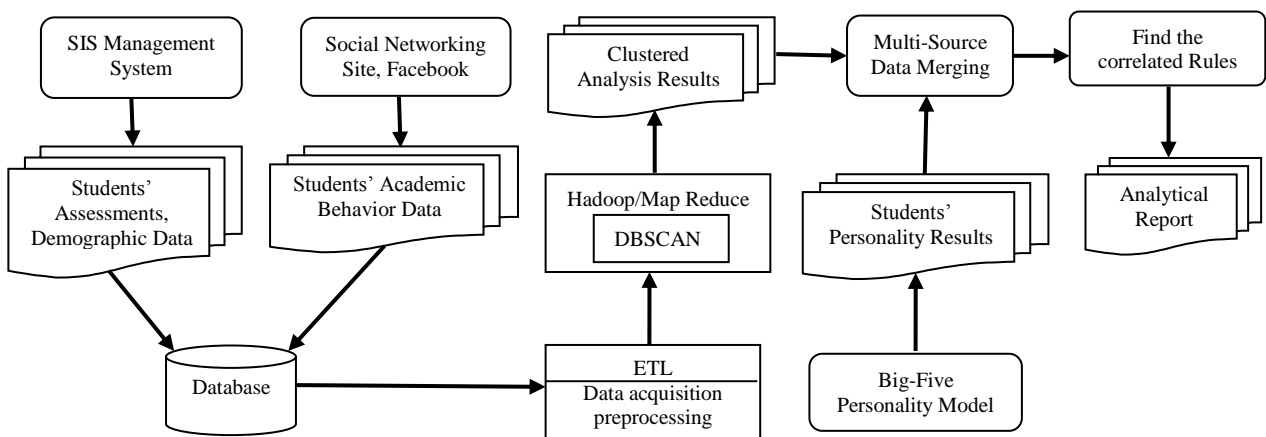 SIS Management
System
Social Networking
Site, Facebook
Clustered
Analysis Results
Multi-Source
Data Merging
Find the
correlated Rules
Students’
Assessments,
Demographic Data
Students’ Academic
Behavior Data
Hadoop/Map Reduce
DBSCAN
Students’
Personality Results
Analytical
Report
Database
ETL
Data acquisition
preprocessing
Big-Five
Personality Model